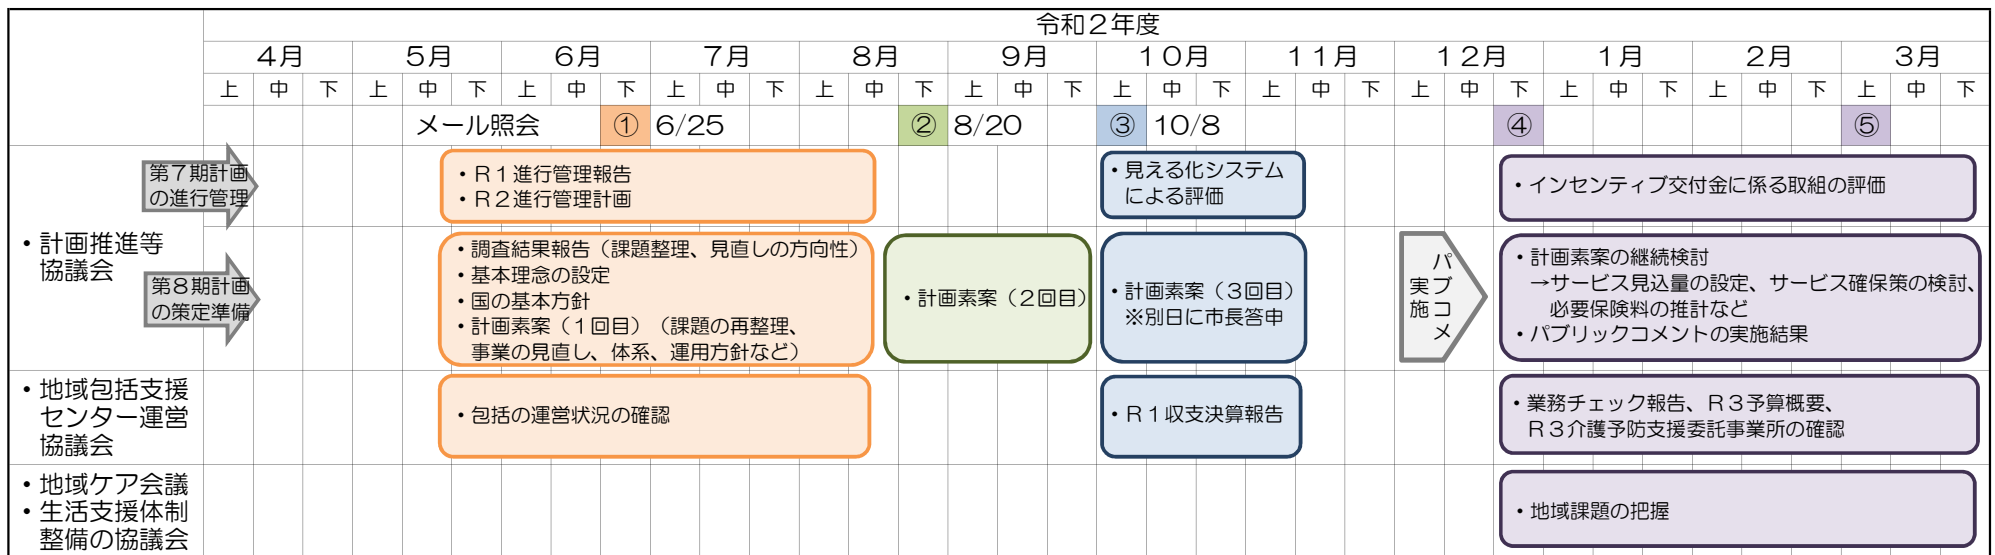 令和２年度
４月 ５月 ６月 ７月 ８月 ９月 １０月 １１月 １２月 １月 ２月 ３月
上 中 下 上 中 下 上 中 下 上 中 下 上 中 下 上 中 下 上 中 下 上 中 下 上 中 下 上 中 下 上 中 下 上 中 下
メール照会 ① 6/25 ② 8/20 ③ 10/8 ④ ⑤
・計画推進等
協議会
第７期計画
の進行管理
・Ｒ１進行管理報告
・Ｒ２進行管理計画
・見える化システム
による評価
・インセンティブ交付金に係る取組の評価
第８期計画
の策定準備
・調査結果報告（課題整理、見直しの方向性）
・基本理念の設定
・国の基本方針
・計画素案（１回目）（課題の再整理、
事業の見直し、体系、運用方針など）
・計画素案（２回目）
・計画素案（３回目）
※別日に市長答申
パブコメ
実施
・計画素案の継続検討
→サービス見込量の設定、サービス確保策の検討、
必要保険料の推計など
・パブリックコメントの実施結果
・地域包括支援
センター運営
協議会
・包括の運営状況の確認
・Ｒ１収支決算報告
・業務チェック報告、Ｒ３予算概要、
Ｒ３介護予防支援委託事業所の確認
・地域ケア会議
・生活支援体制
整備の協議会
・地域課題の把握